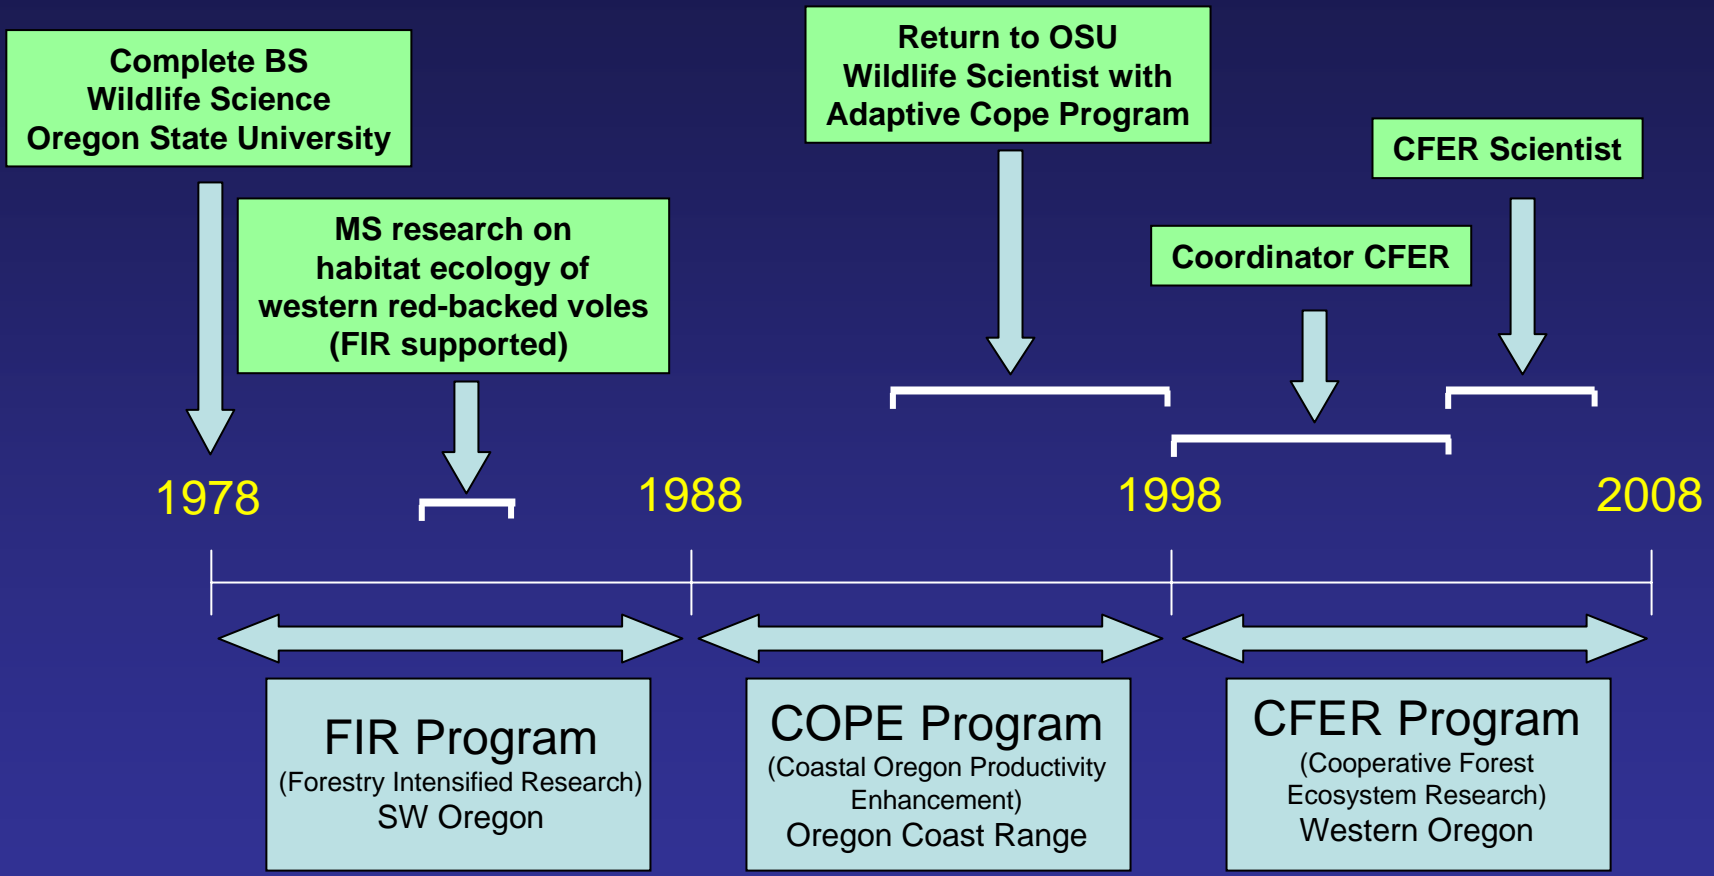 Complete BS
Wildlife Science
Oregon State University
MS research on
habitat ecology of
western red-backed voles
(FIR supported)
Return to OSU
Wildlife Scientist with
Adaptive Cope Program
Coordinator CFER
CFER Scientist
1978
1988
1998
2008
FIR Program
(Forestry Intensified Research)
SW Oregon
COPE Program
(Coastal Oregon Productivity
Enhancement)
Oregon Coast Range
CFER Program
(Cooperative Forest
Ecosystem Research)
Western Oregon